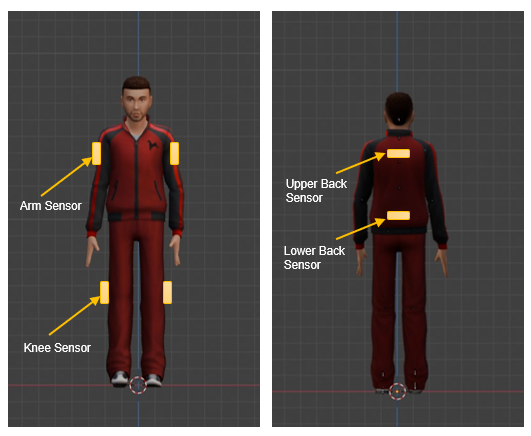 Arm Sensor
Knee Sensor
Upper Back
Sensor
Lower Back
Sensor